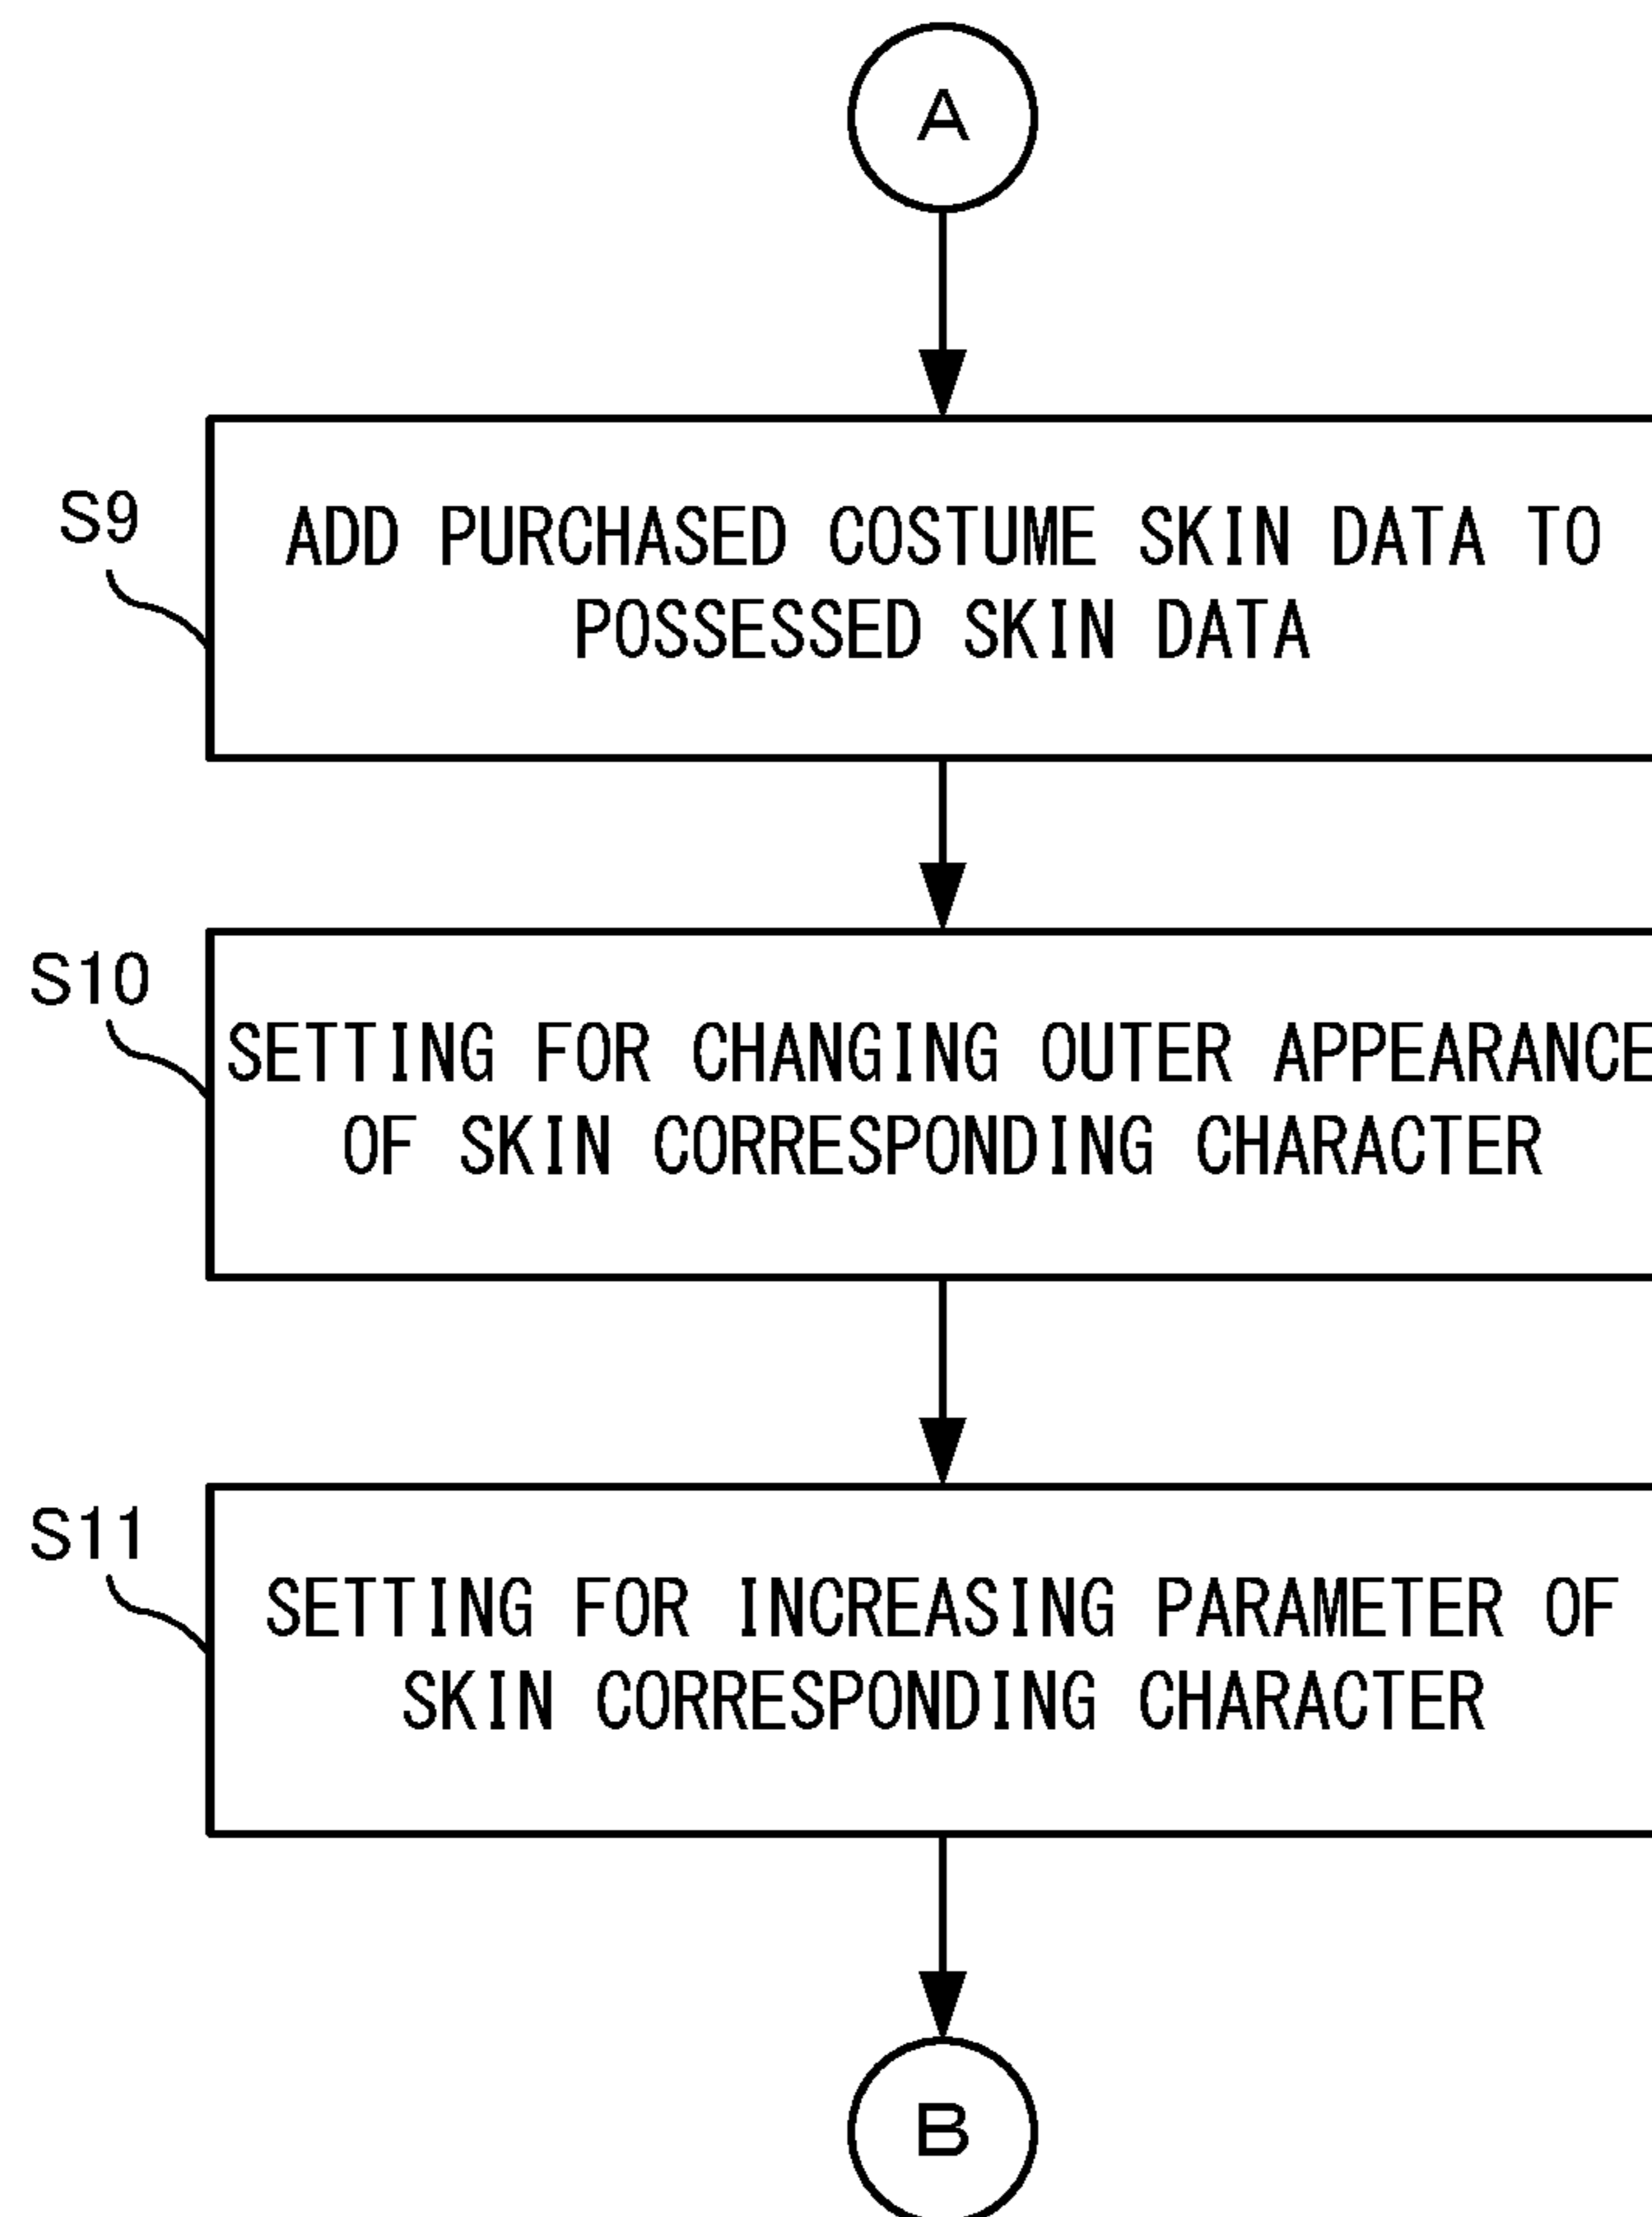 A
S9
ADD PURCHASED COSTUME SKIN DATA TO
POSSESSED SKIN DATA
S10
SETTING FOR CHANGING OUTER APPEARANCE
OF SKIN CORRESPONDING CHARACTER
S11
SETTING FOR INCREASING PARAMETER OF
SKIN CORRESPONDING CHARACTER
B